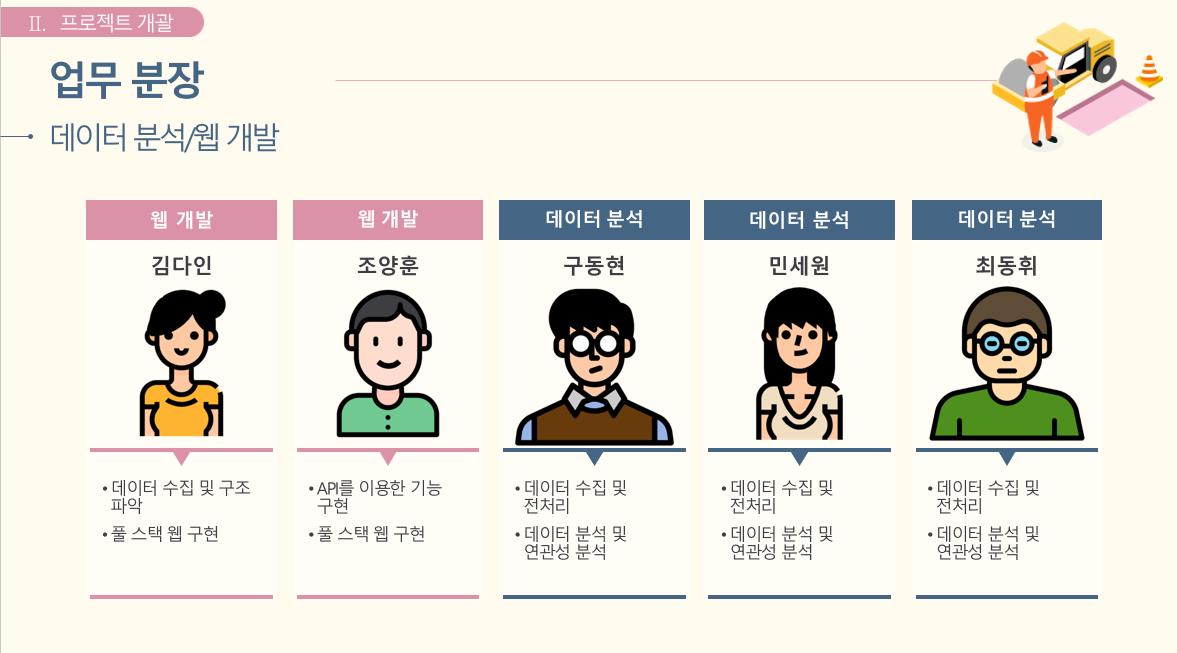 II. 프로젝트 개괄
업무 분장
데이터 분석/웹 개발
웹 개발
김다인
• 데이터 수집 및 구조
파악
• 풀 스택 웹 구현
웹 개발
조양훈
• API를 이용한 기능
구현
• 풀 스택 웹 구현
데이터 분석
구동현
• 데이터 수집 및
전처리
• 데이터 분석 및
연관성 분석
데이터 분석
민세원
• 데이터 수집 및
전처리
• 데이터 분석 및
연관성 분석
데이터 분석
최동휘
• 데이터 수집 및
전처리
• 데이터 분석 및
연관성 분석